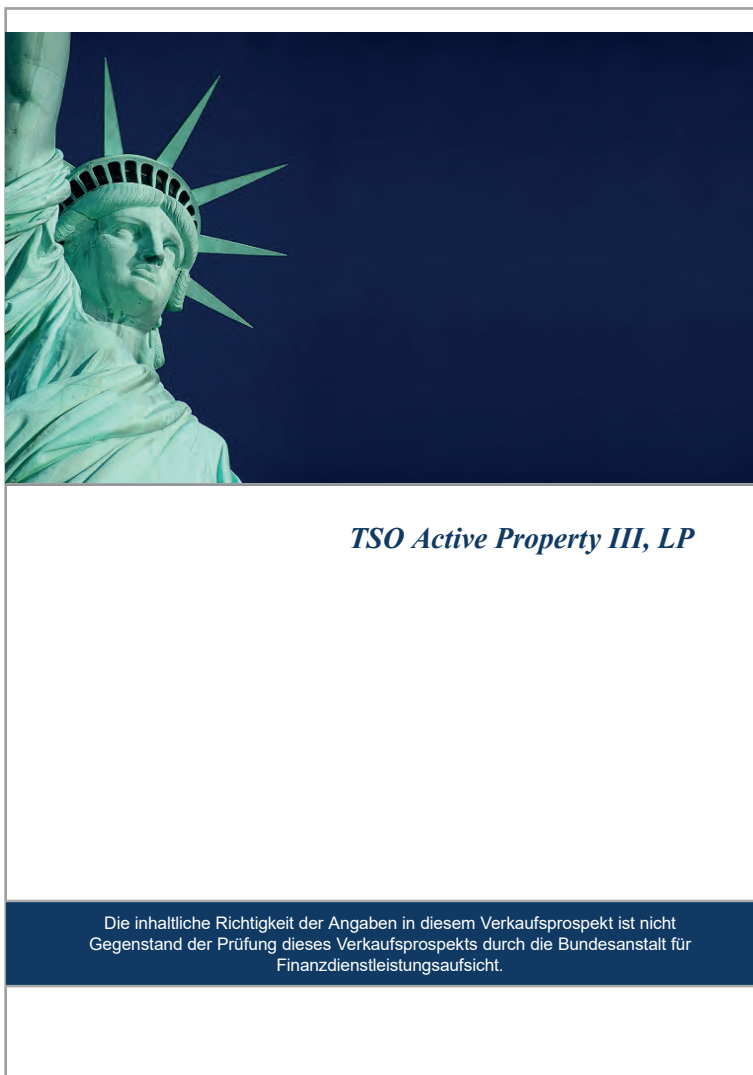 TSO Active Property III, LP
Die inhaltliche Richtigkeit der Angaben in diesem Verkaufsprospekt ist nicht
Gegenstand der Prüfung dieses Verkaufsprospekts durch die Bundesanstalt für
Finanzdienstleistungsaufsicht.